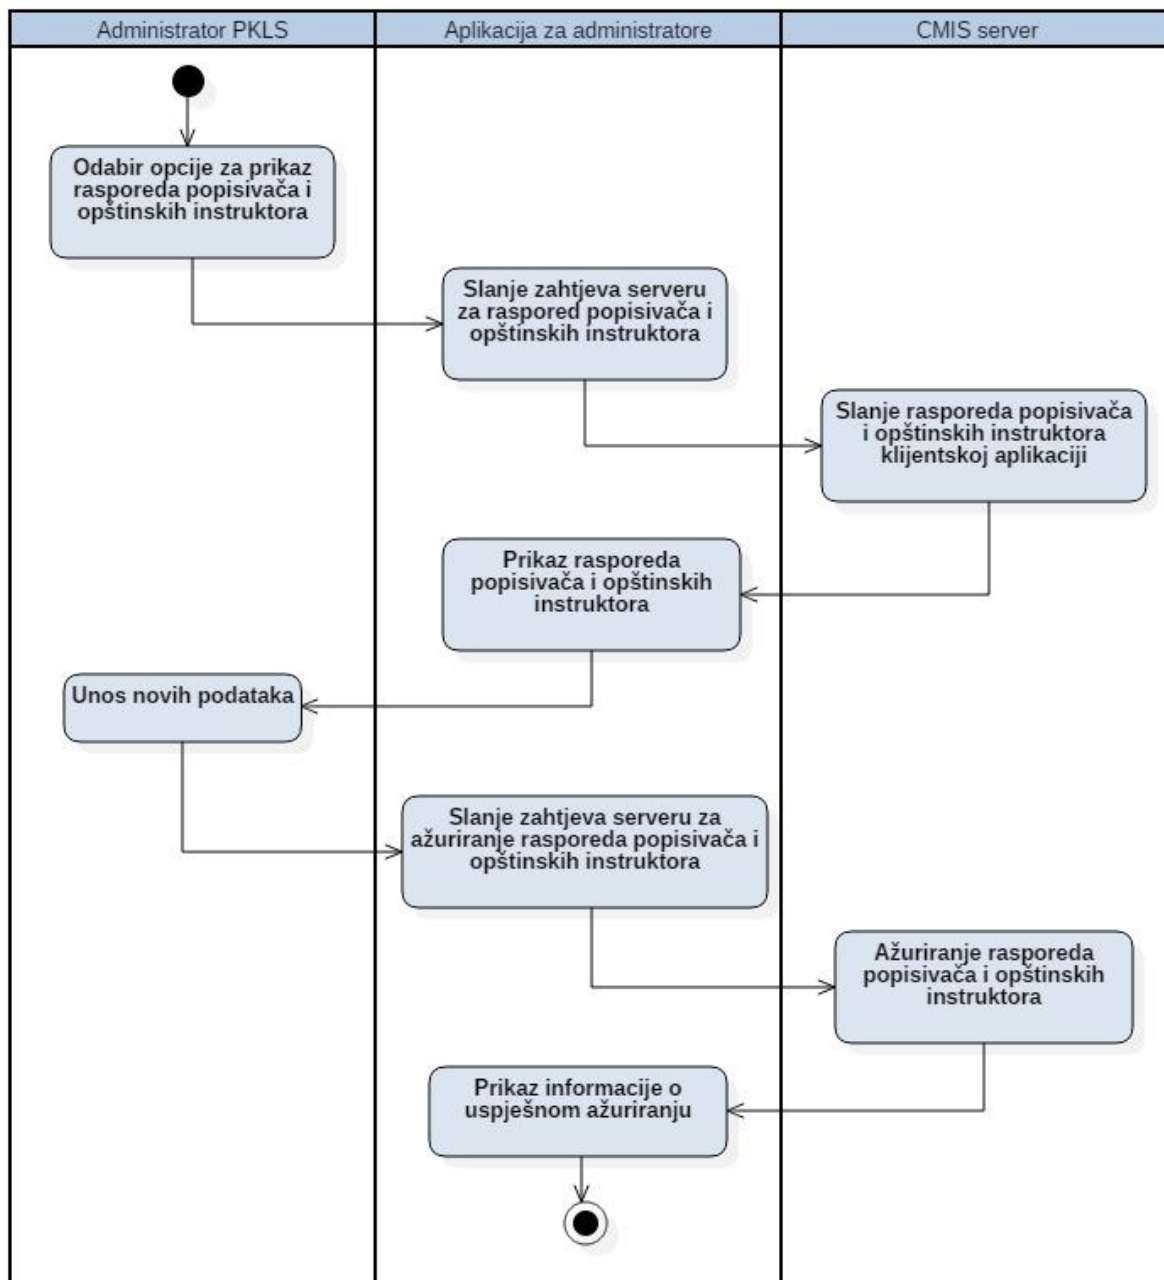 Administrator PKLS
Aplikacija za administratore
CMIS server
Odabir opcije za prikaz
rasporeda popisivača i
opštinskih instruktora
Slanje zahtjeva serveru
za raspored popisivača i
opštinskih instruktora
Slanje rasporeda popisivača
i opštinskih instruktora
klijentskoj aplikaciji
Prikaz rasporeda
popisivača i opštinskih
instruktora
Unos novih podataka
Slanje zahtjeva serveru za
ažuriranje rasporeda popisivača i
opštinskih instruktora
Ažuriranje rasporeda
popisivača i opštinskih
instruktora
Prikaz informacije o
uspješnom ažuriranju